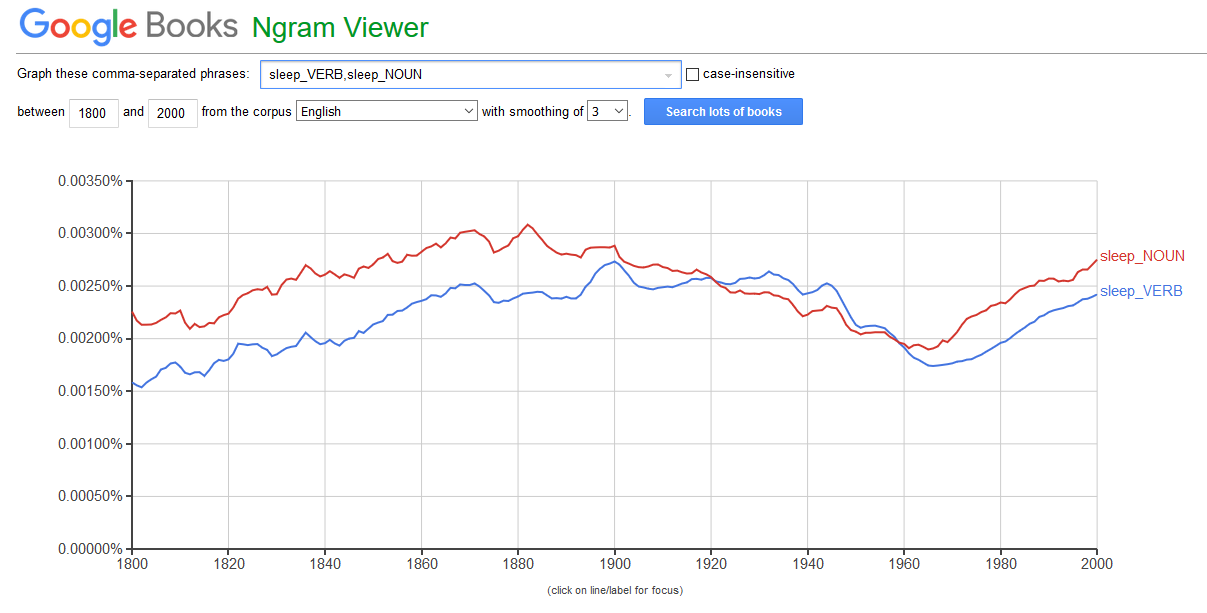 Google Books Ngram Viewer
Graph these comma-separated phrases: sleep_VERB,sleep_NOUN case-insensitive
between 1800 and 2000 from the corpus English with smoothing of 3 . Search lots of books
0.00350%
0.00300%
0.00250%
0.00200%
0.00150%
0.00100%
0.00050%
0.00000%
sleep_NOUN
sleep_VERB
1800 1820 1840 1860 1880 1900 1920 1940 1960 1980 2000
(click on line/label for focus)